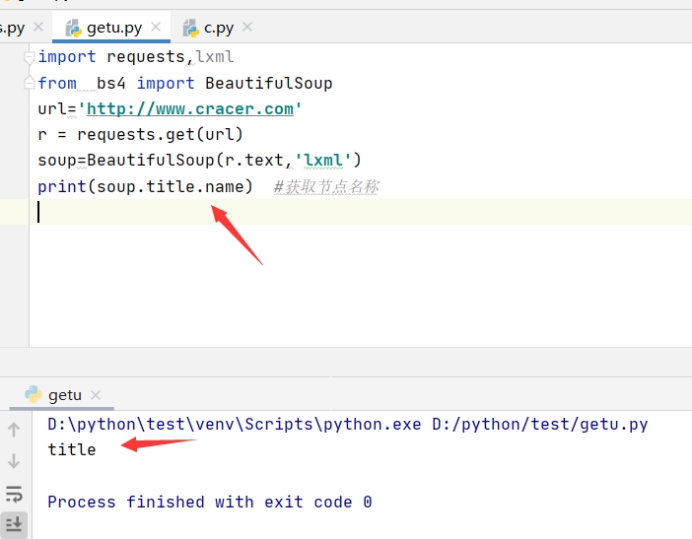 s.py getu.py c.py
import requests,lxml
from  bs4 import BeautifulSoup
url='http://www.cracer.com'
r = requests.get(url)
soup=BeautifulSoup(r.text,'lxml')
print(soup.title.name)  #获取节点名称
getu
D:\python\test\venv\Scripts\python.exe D:/python/test/getu.py
title
Process finished with exit code 0